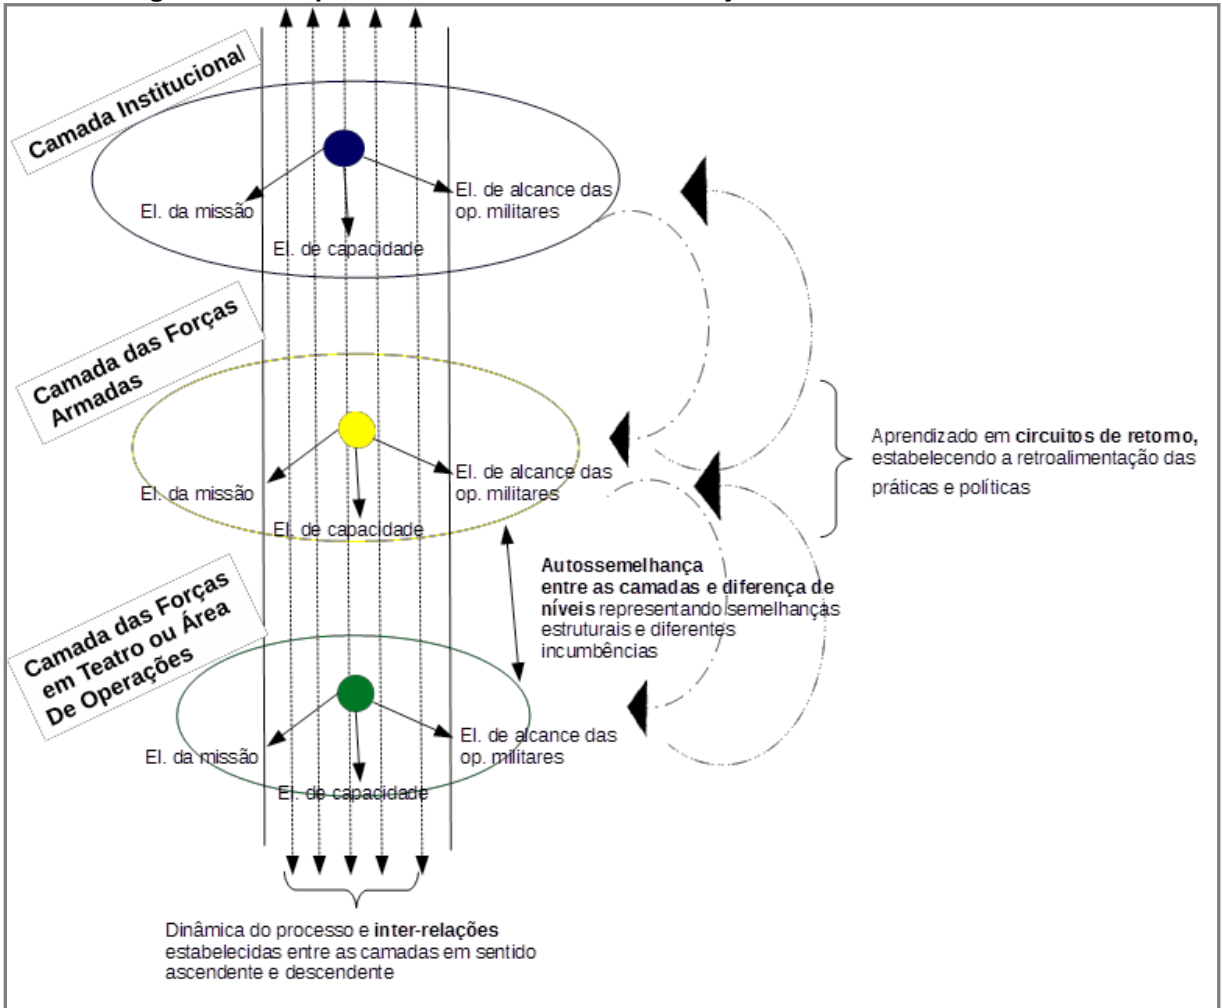 Camada Institucional
El. da missão
El. de capacidade
El. de alcance das
op. militares
Camada das Forças
Armadas
El. da missão
El. de capacidade
El. de alcance das
op. militares
Aprendizado em circuitos de retorno,
estabelecendo a retroalimentação das
práticas e políticas
Autossemelhança
entre as camadas e diferença de
níveis representando semelhanças
estruturais e diferentes
incumbências
Camada das Forças
em Teatro ou Área
De Operações
El. da missão
El. de capacidade
El. de alcance das
op. militares
Dinâmica do processo e inter-relações
estabelecidas entre as camadas em sentido
ascendente e descendente